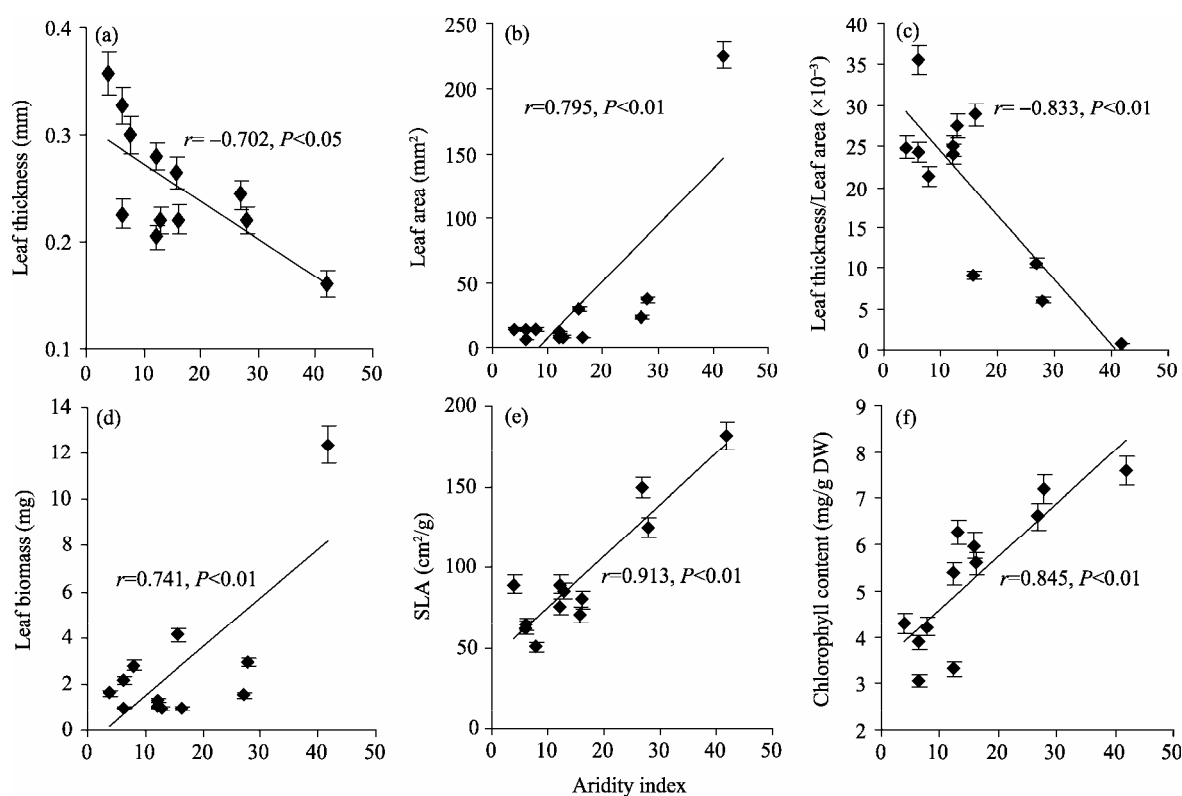 (a)
r= −0.702, P<0.05
Leaf thickness (mm)
0.4
0.3
0.2
0.1
0 10 20 30 40 50
(b)
r=0.795, P<0.01
Leaf area (mm²)
250
200
150
100
50
0
0 10 20 30 40 50
(c)
r= −0.833, P<0.01
Leaf thickness/Leaf area (×10⁻³)
40
35
30
25
20
15
10
5
0
0 10 20 30 40 50
(d)
r=0.741, P<0.01
Leaf biomass (mg)
14
12
10
8
6
4
2
0
0 10 20 30 40 50
(e)
r=0.913, P<0.01
SLA (cm²/g)
200
150
100
50
0
0 10 20 30 40 50
(f)
r=0.845, P<0.01
Chlorophyll content (mg/g DW)
9
8
7
6
5
4
3
2
0 10 20 30 40 50
Aridity index